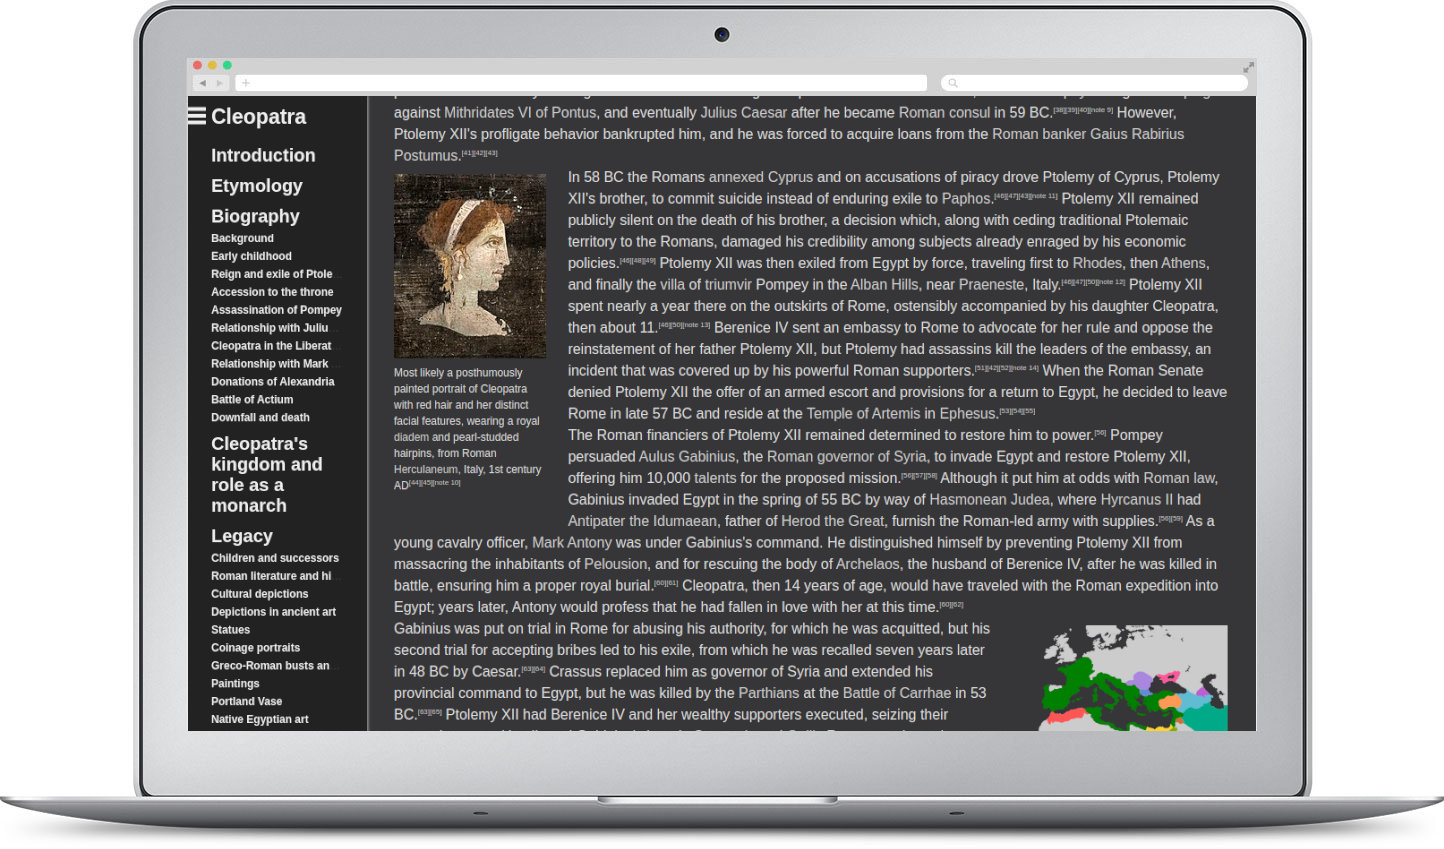 Cleopatra
Introduction
Etymology
Biography
Background
Early childhood
Reign and exile of Ptole
Accession to the throne
Assassination of Pompey
Relationship with Juliu
Cleopatra in the Liberat
Relationship with Mark
Donations of Alexandria
Battle of Actium
Downfall and death
Cleopatra's
kingdom and
role as a
monarch
Legacy
Children and successors
Roman literature and hi
Cultural depictions
Depictions in ancient art
Statues
Coinage portraits
Greco-Roman busts an
Paintings
Portland Vase
Native Egyptian art
against Mithridates VI of Pontus, and eventually Julius Caesar after he became Roman consul in 59 BC.[38][39][40][note 9] However,
Ptolemy XII's profligate behavior bankrupted him, and he was forced to acquire loans from the Roman banker Gaius Rabirius
Postumus.[41][42][43]
Most likely a posthumously
painted portrait of Cleopatra
with red hair and her distinct
facial features, wearing a royal
diadem and pearl-studded
hairpins, from Roman
Herculaneum, Italy, 1st century
AD[44][45][note 10]
In 58 BC the Romans annexed Cyprus and on accusations of piracy drove Ptolemy of Cyprus, Ptolemy
XII's brother, to commit suicide instead of enduring exile to Paphos.[46][47][43][note 11] Ptolemy XII remained
publicly silent on the death of his brother, a decision which, along with ceding traditional Ptolemaic
territory to the Romans, damaged his credibility among subjects already enraged by his economic
policies.[46][48][49] Ptolemy XII was then exiled from Egypt by force, traveling first to Rhodes, then Athens,
and finally the villa of triumvir Pompey in the Alban Hills, near Praeneste, Italy.[46][47][50][note 12] Ptolemy XII
spent nearly a year there on the outskirts of Rome, ostensibly accompanied by his daughter Cleopatra,
then about 11.[46][50][note 13] Berenice IV sent an embassy to Rome to advocate for her rule and oppose the
reinstatement of her father Ptolemy XII, but Ptolemy had assassins kill the leaders of the embassy, an
incident that was covered up by his powerful Roman supporters.[51][42][52][note 14] When the Roman Senate
denied Ptolemy XII the offer of an armed escort and provisions for a return to Egypt, he decided to leave
Rome in late 57 BC and reside at the Temple of Artemis in Ephesus.[53][54][55]
The Roman financiers of Ptolemy XII remained determined to restore him to power.[56] Pompey
persuaded Aulus Gabinius, the Roman governor of Syria, to invade Egypt and restore Ptolemy XII,
offering him 10,000 talents for the proposed mission.[56][57][58] Although it put him at odds with Roman law,
Gabinius invaded Egypt in the spring of 55 BC by way of Hasmonean Judea, where Hyrcanus II had
Antipater the Idumaean, father of Herod the Great, furnish the Roman-led army with supplies.[56][59] As a
young cavalry officer, Mark Antony was under Gabinius's command. He distinguished himself by preventing Ptolemy XII from
massacring the inhabitants of Pelousion, and for rescuing the body of Archelaos, the husband of Berenice IV, after he was killed in
battle, ensuring him a proper royal burial.[60][61] Cleopatra, then 14 years of age, would have traveled with the Roman expedition into
Egypt; years later, Antony would profess that he had fallen in love with her at this time.[60][62]
Gabinius was put on trial in Rome for abusing his authority, for which he was acquitted, but his
second trial for accepting bribes led to his exile, from which he was recalled seven years later
in 48 BC by Caesar.[63][64] Crassus replaced him as governor of Syria and extended his
provincial command to Egypt, but he was killed by the Parthians at the Battle of Carrhae in 53
BC.[63][65] Ptolemy XII had Berenice IV and her wealthy supporters executed, seizing their